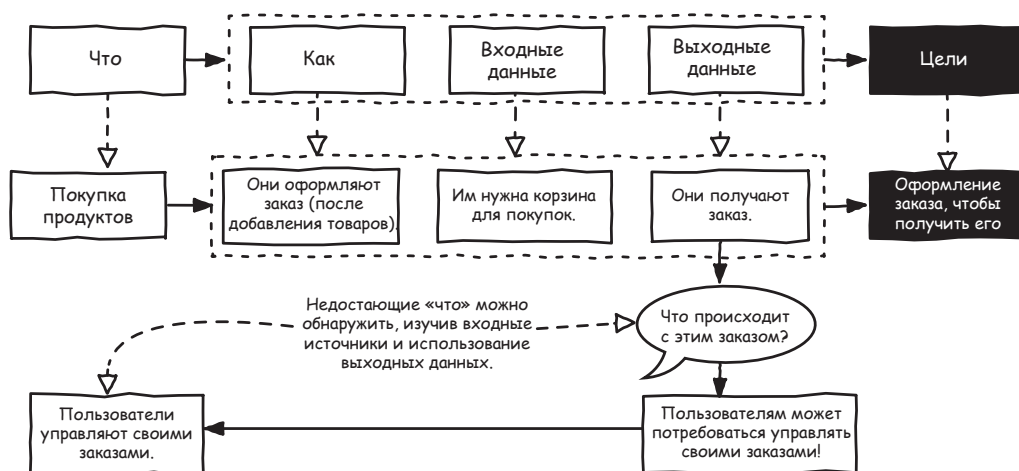 Что
Как
Входные
данные
Выходные
данные
Цели
Покупка
продуктов
Они оформляют
заказ (после
добавления товаров).
Им нужна корзина
для покупок.
Они получают
заказ.
Оформление
заказа, чтобы
получить его
Недостающие «что» можно
обнаружить, изучив входные
источники и использование
выходных данных.
Что происходит
с этим заказом?
Пользователи
управляют своими
заказами.
Пользователям может
потребоваться управлять
своими заказами!